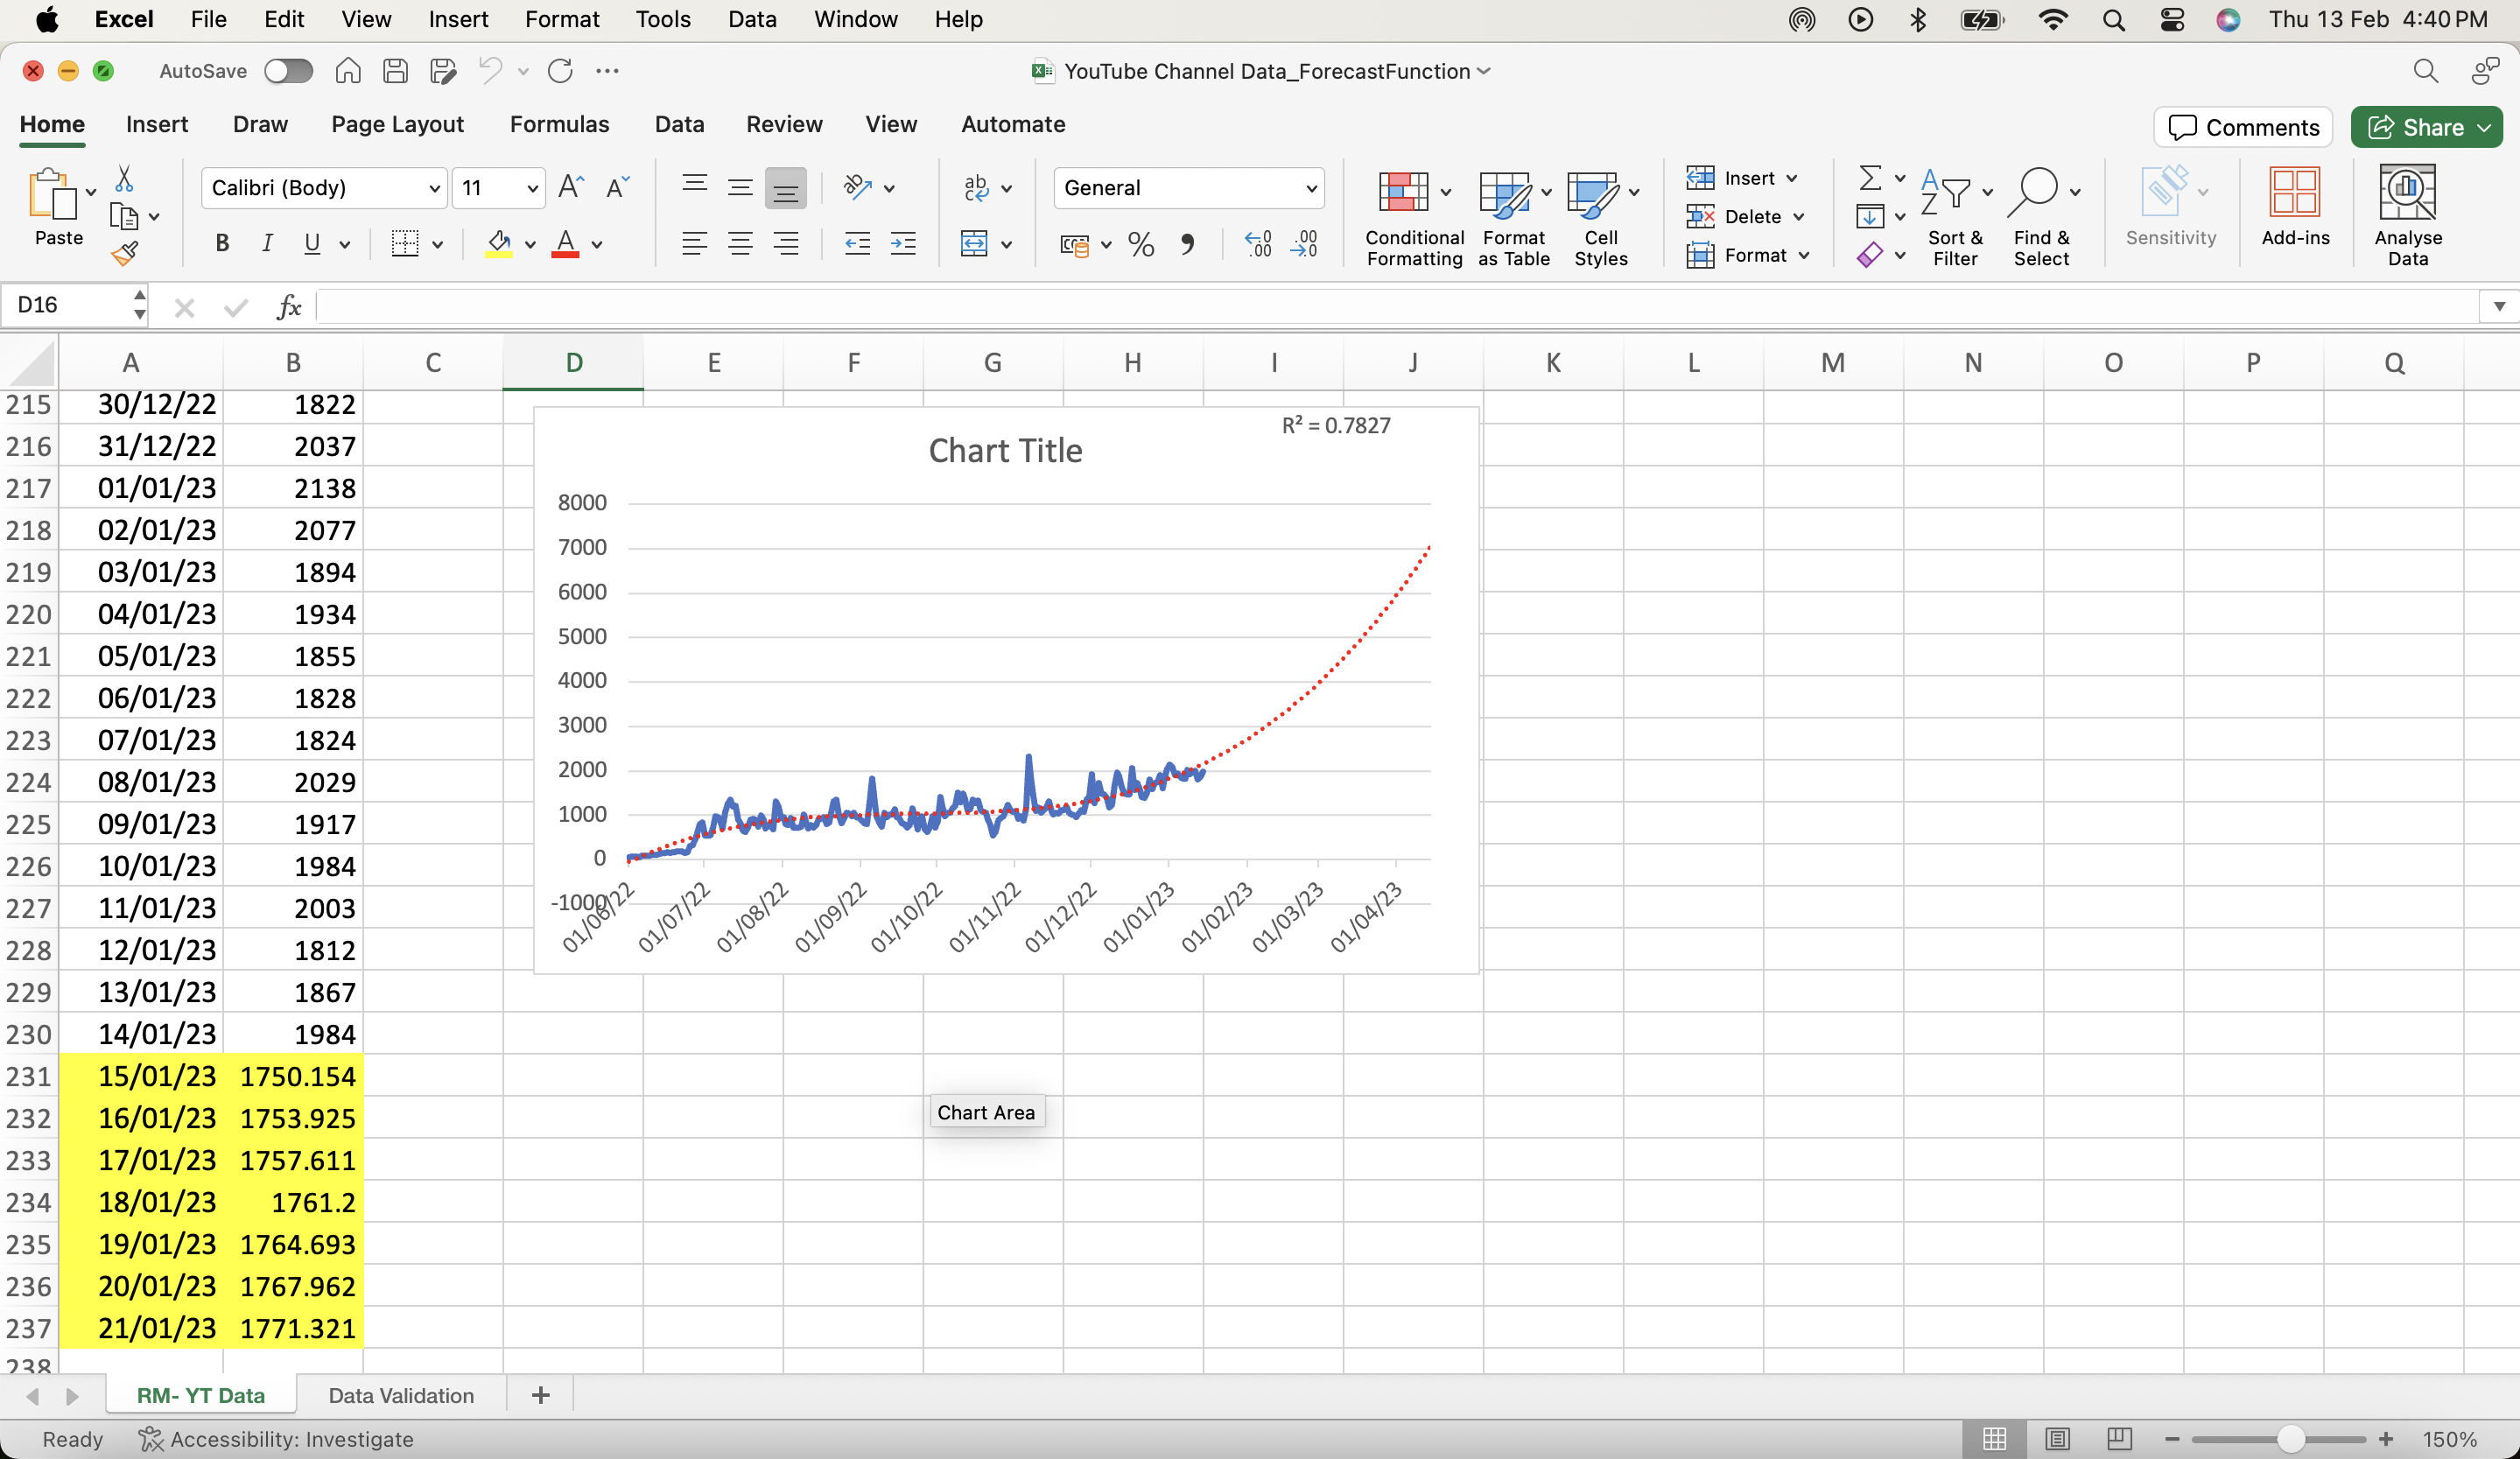 Excel File Edit View Insert Format Tools Data Window Help Thu 13 Feb 4:40 PM
AutoSave YouTube Channel Data_ForecastFunction
Home Insert Draw Page Layout Formulas Data Review View Automate Comments Share
Paste Calibri (Body) 11 General
Conditional Formatting
Format as Table
Cell Styles
Insert
Delete
Format
Sort & Filter
Find & Select
Sensitivity
Add-ins
Analyse Data
D16 fx
A B C D E F G H I J K L M N O P Q
215 30/12/22 1822
216 31/12/22 2037
217 01/01/23 2138
218 02/01/23 2077
219 03/01/23 1894
220 04/01/23 1934
221 05/01/23 1855
222 06/01/23 1828
223 07/01/23 1824
224 08/01/23 2029
225 09/01/23 1917
226 10/01/23 1984
227 11/01/23 2003
228 12/01/23 1812
229 13/01/23 1867
230 14/01/23 1984
231 15/01/23 1750.154
232 16/01/23 1753.925
233 17/01/23 1757.611
234 18/01/23 1761.2
235 19/01/23 1764.693
236 20/01/23 1767.962
237 21/01/23 1771.321
238
R² = 0.7827
Chart Title
8000
7000
6000
5000
4000
3000
2000
1000
0
-1000
01/06/22 01/07/22 01/08/22 01/09/22 01/10/22 01/11/22 01/12/22 01/01/23 01/02/23 01/03/23 01/04/23
Chart Area
RM- YT Data Data Validation +
Ready Accessibility: Investigate 150%